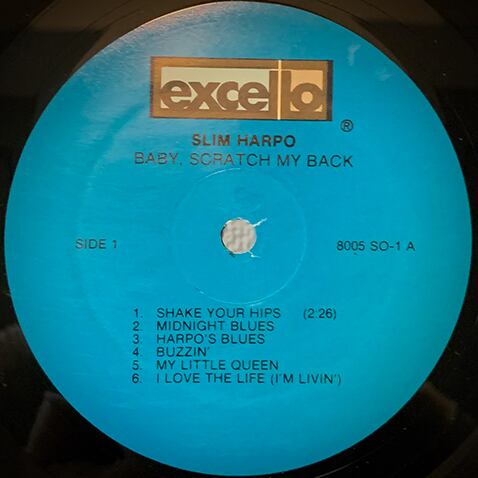 excello
®
SLIM HARPO
BABY, SCRATCH MY BACK
SIDE 1
8005 SO-1 A
1. SHAKE YOUR HIPS (2:26)
2. MIDNIGHT BLUES
3. HARPO'S BLUES
4. BUZZIN'
5. MY LITTLE QUEEN
6. I LOVE THE LIFE (I'M LIVIN')